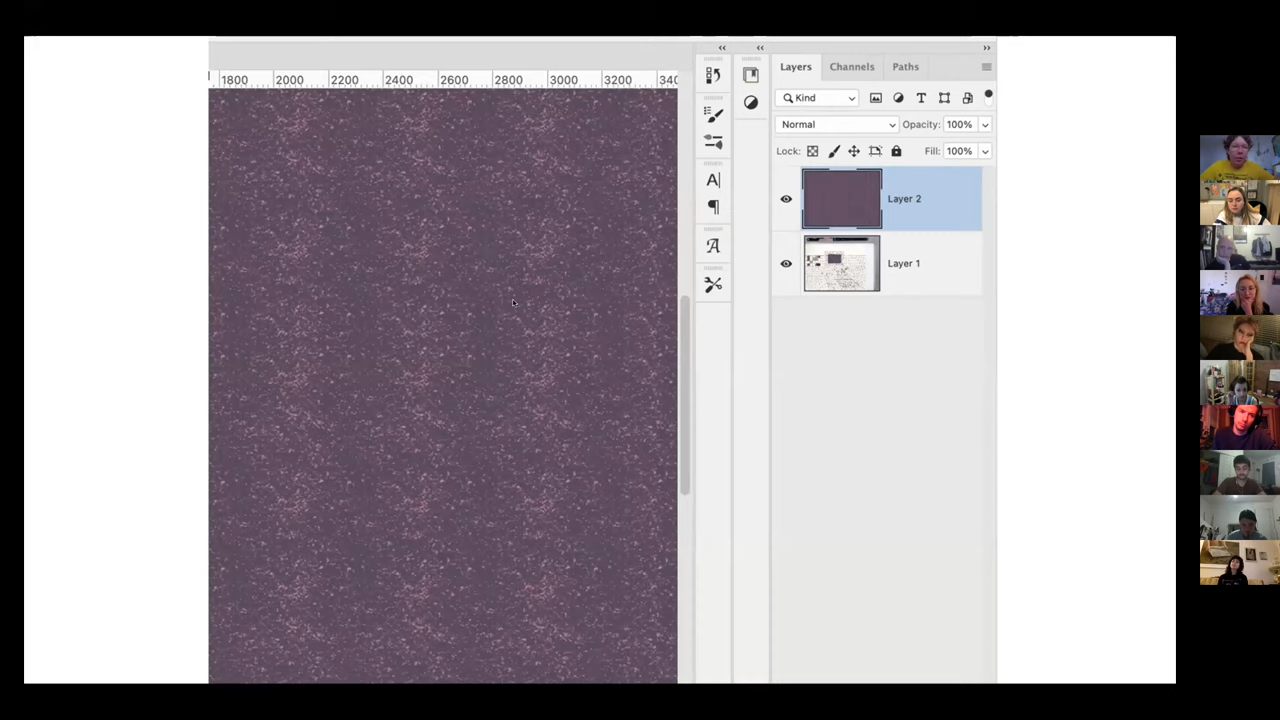 1800 2000 2200 2400 2600 2800 3000 3200 340
Layers Channels Paths
Kind
Normal Opacity: 100%
Lock: Fill: 100%
Layer 2
Layer 1